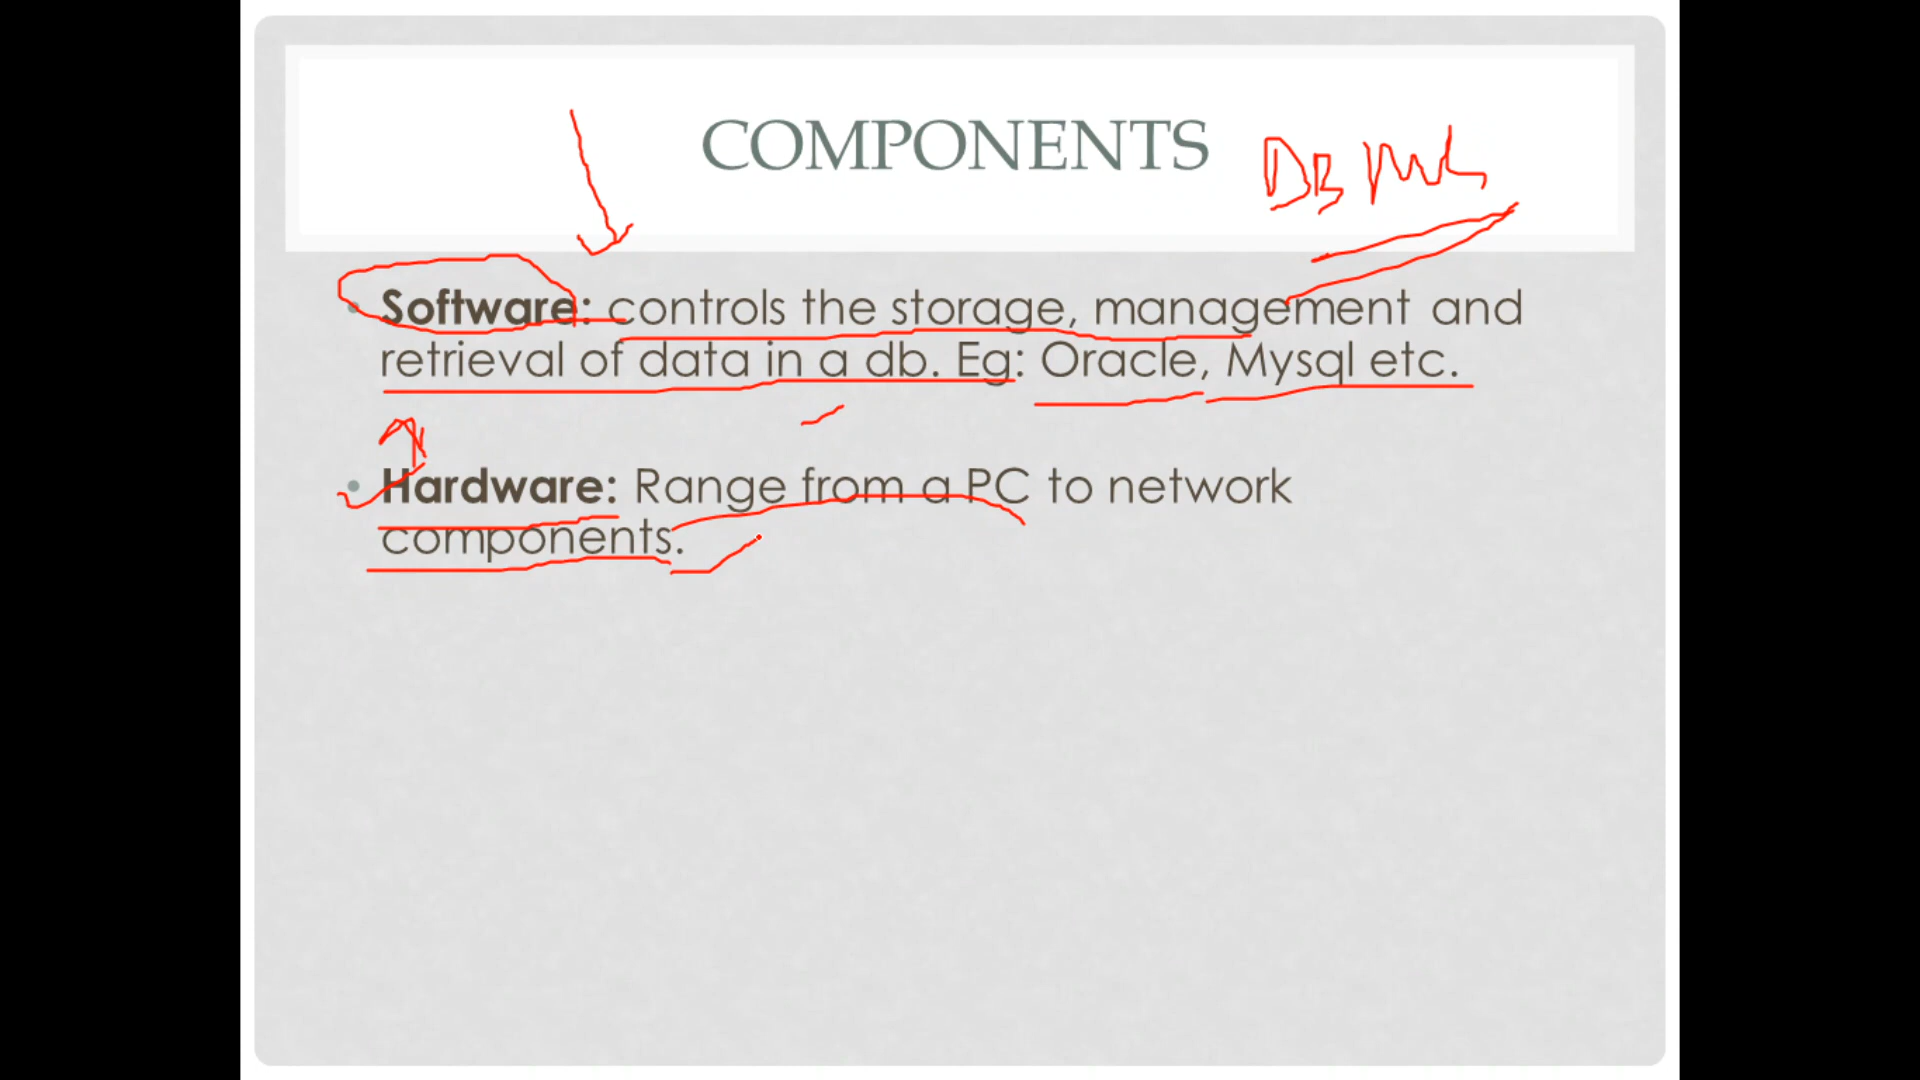 COMPONENTS
• Software: controls the storage, management and
retrieval of data in a db. Eg: Oracle, Mysql etc.
• Hardware: Range from a PC to network
components.